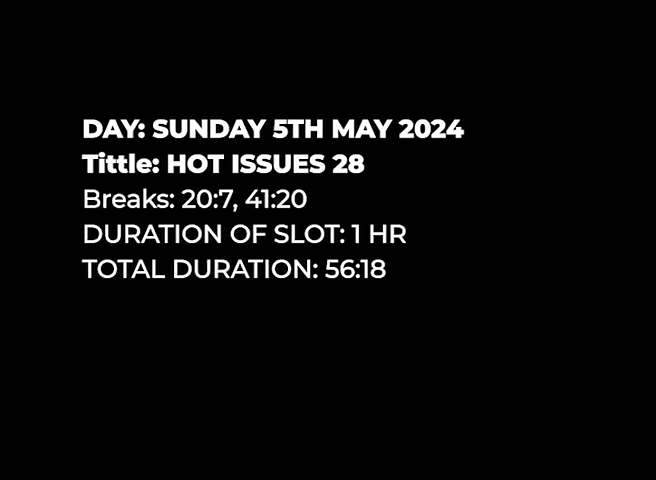 DAY: SUNDAY 5TH MAY 2024
Tittle: HOT ISSUES 28
Breaks: 20:7, 41:20
DURATION OF SLOT: 1 HR
TOTAL DURATION: 56:18